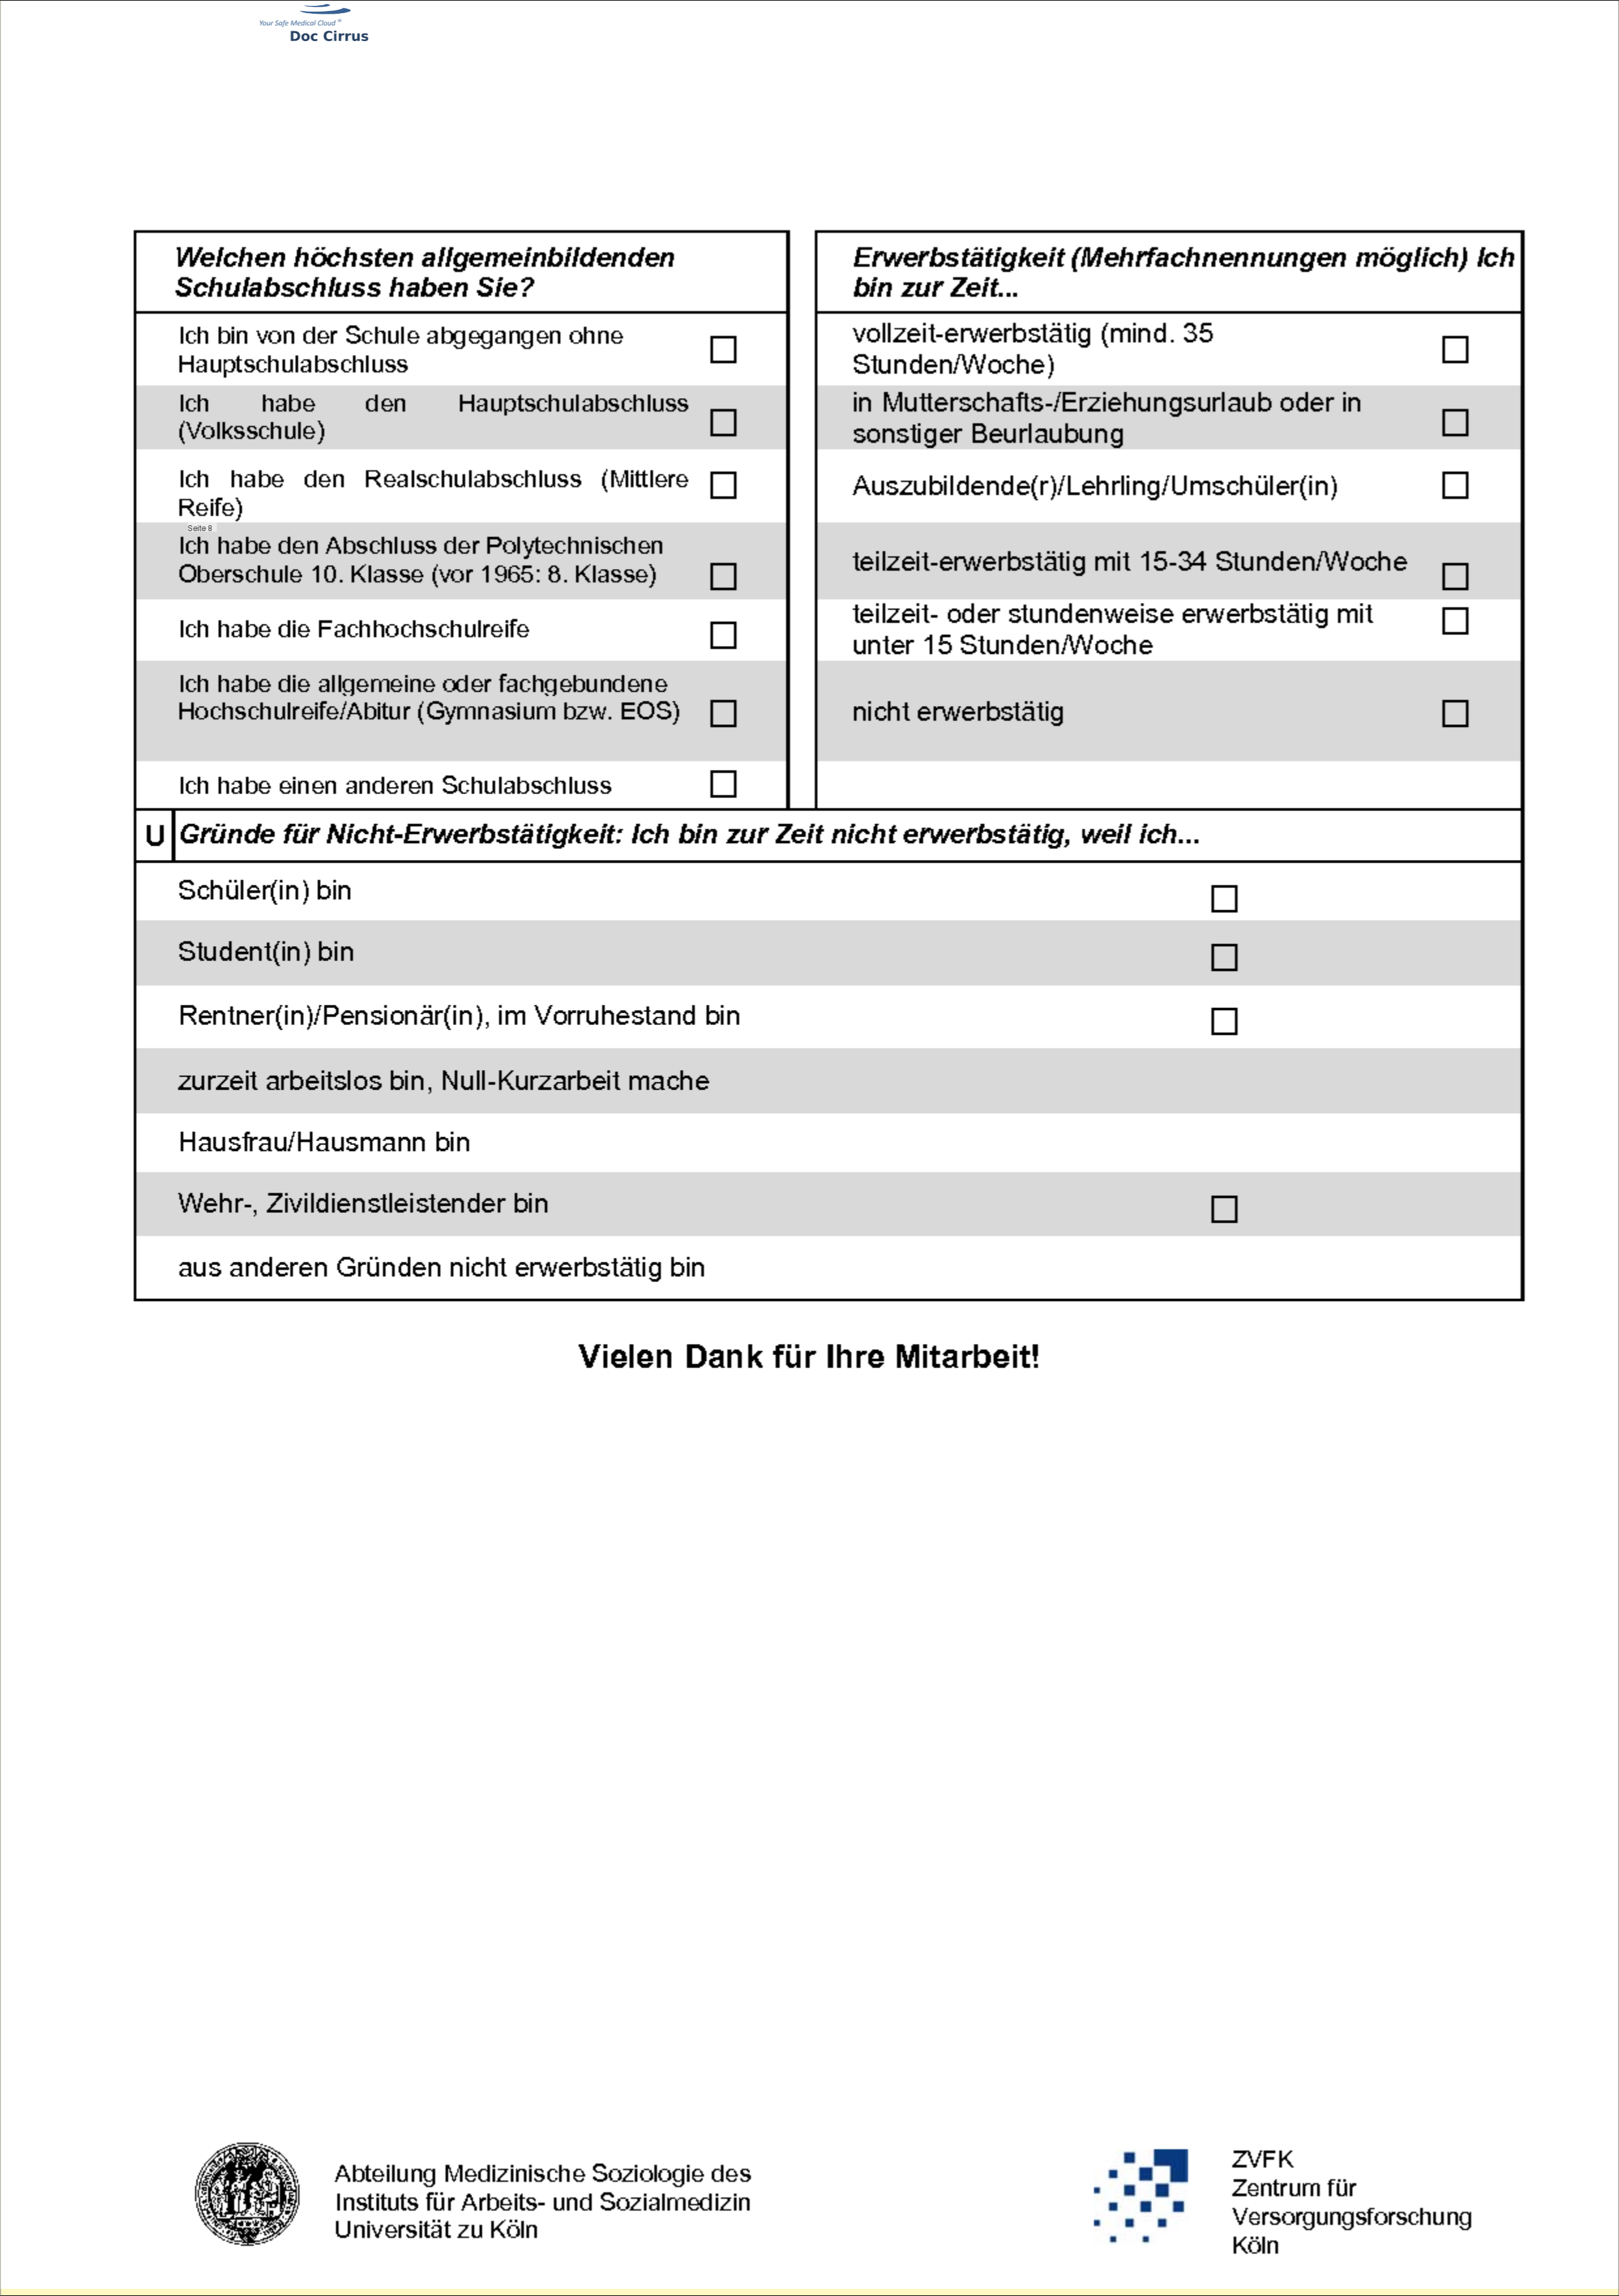 Your Safe Medical Cloud ®
Doc Cirrus
Welchen höchsten allgemeinbildenden
Schulabschluss haben Sie?
Ich bin von der Schule abgegangen ohne
Hauptschulabschluss
Ich habe den Hauptschulabschluss
(Volksschule)
Ich habe den Realschulabschluss (Mittlere
Reife)
Seite 8
Ich habe den Abschluss der Polytechnischen
Oberschule 10. Klasse (vor 1965: 8. Klasse)
Ich habe die Fachhochschulreife
Ich habe die allgemeine oder fachgebundene
Hochschulreife/Abitur (Gymnasium bzw. EOS)
Ich habe einen anderen Schulabschluss
Erwerbstätigkeit (Mehrfachnennungen möglich) Ich
bin zur Zeit...
vollzeit-erwerbstätig (mind. 35
Stunden/Woche)
in Mutterschafts-/Erziehungsurlaub oder in
sonstiger Beurlaubung
Auszubildende(r)/Lehrling/Umschüler(in)
teilzeit-erwerbstätig mit 15-34 Stunden/Woche
teilzeit- oder stundenweise erwerbstätig mit
unter 15 Stunden/Woche
nicht erwerbstätig
U Gründe für Nicht-Erwerbstätigkeit: Ich bin zur Zeit nicht erwerbstätig, weil ich...
Schüler(in) bin
Student(in) bin
Rentner(in)/Pensionär(in), im Vorruhestand bin
zurzeit arbeitslos bin, Null-Kurzarbeit mache
Hausfrau/Hausmann bin
Wehr-, Zivildienstleistender bin
aus anderen Gründen nicht erwerbstätig bin
Vielen Dank für Ihre Mitarbeit!
Abteilung Medizinische Soziologie des
Instituts für Arbeits- und Sozialmedizin
Universität zu Köln
ZVFK
Zentrum für
Versorgungsforschung
Köln